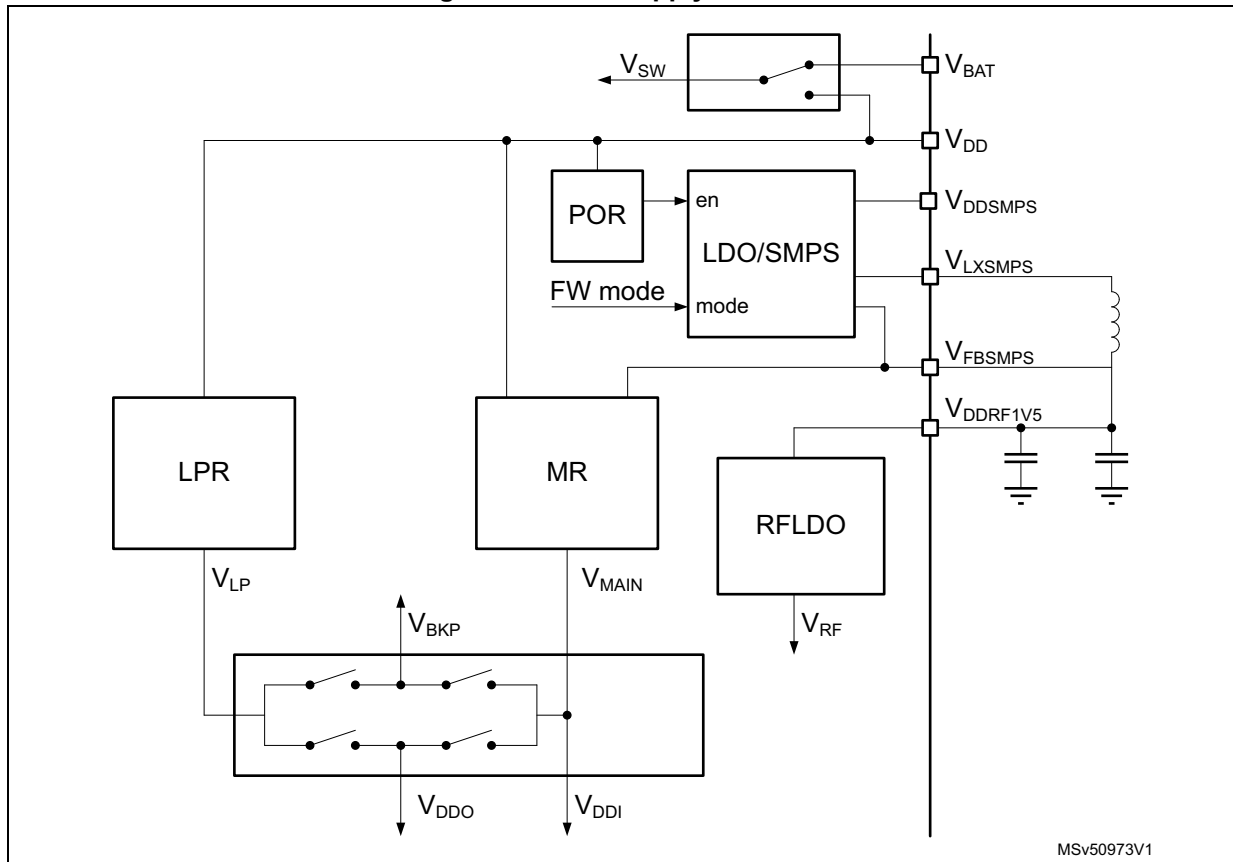 VSW
VBAT
VDD
POR
en
VDDSMPS
LDO/SMPS
VLXSMPS
FW mode
mode
VFBSMPS
VDDRF1V5
LPR
MR
RFLDO
VLP
VMAIN
VBKP
VRF
VDDO
VDDI
MSv50973V1